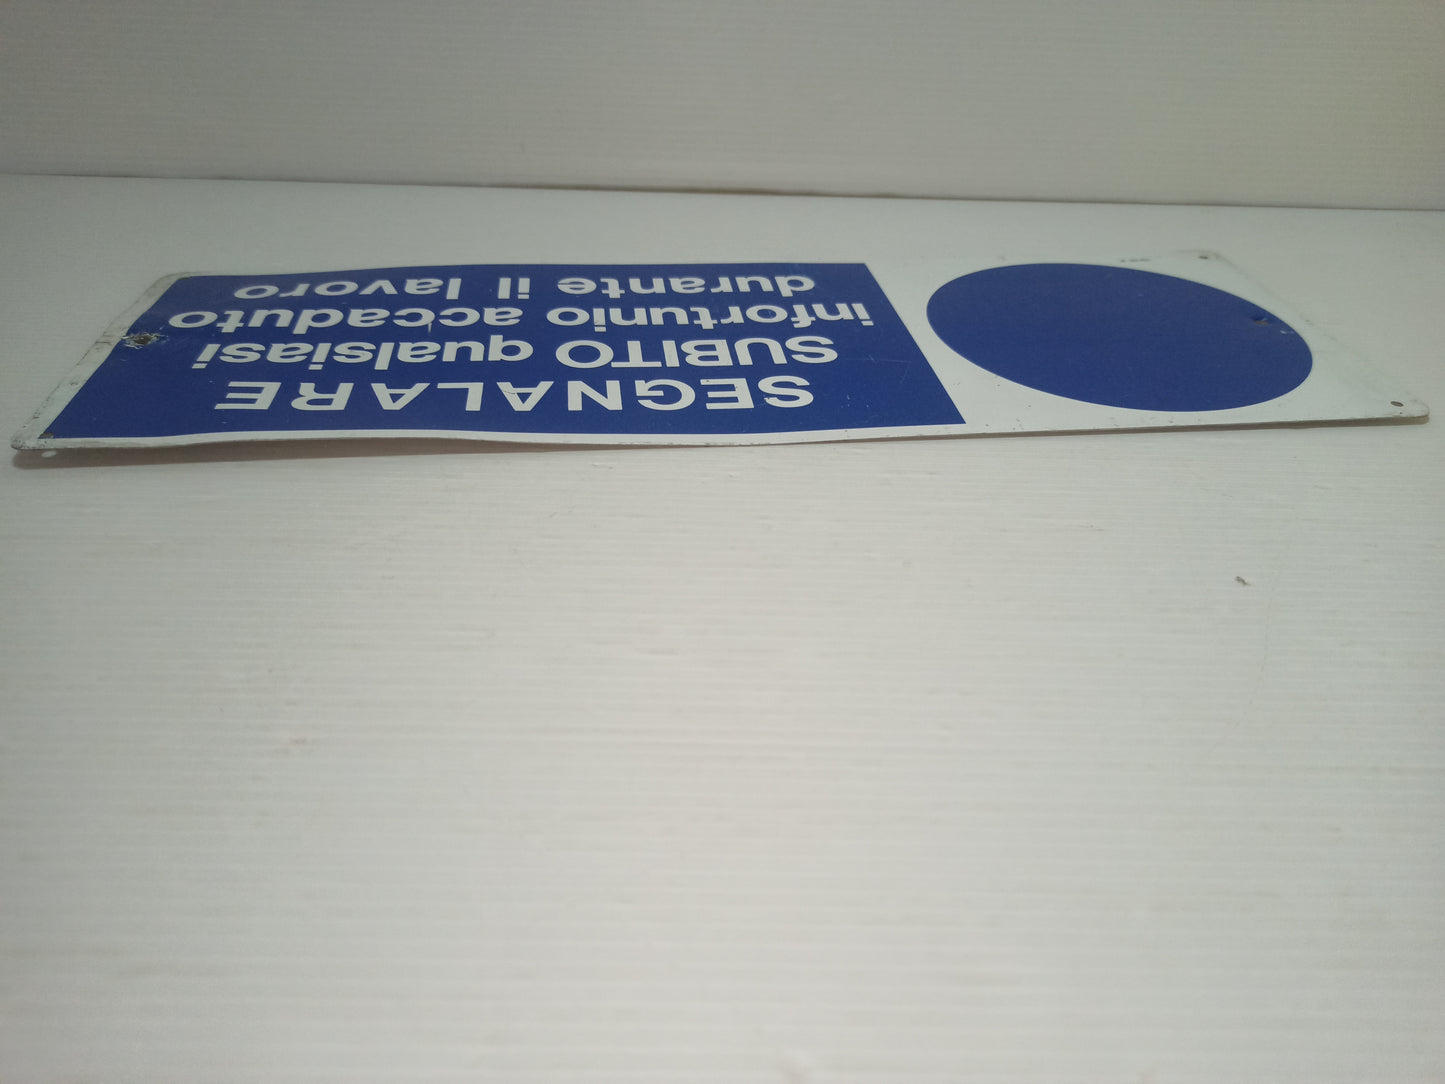 SEGNALARE
SUBITO qualsiasi
infortunio accaduto
durante il lavoro